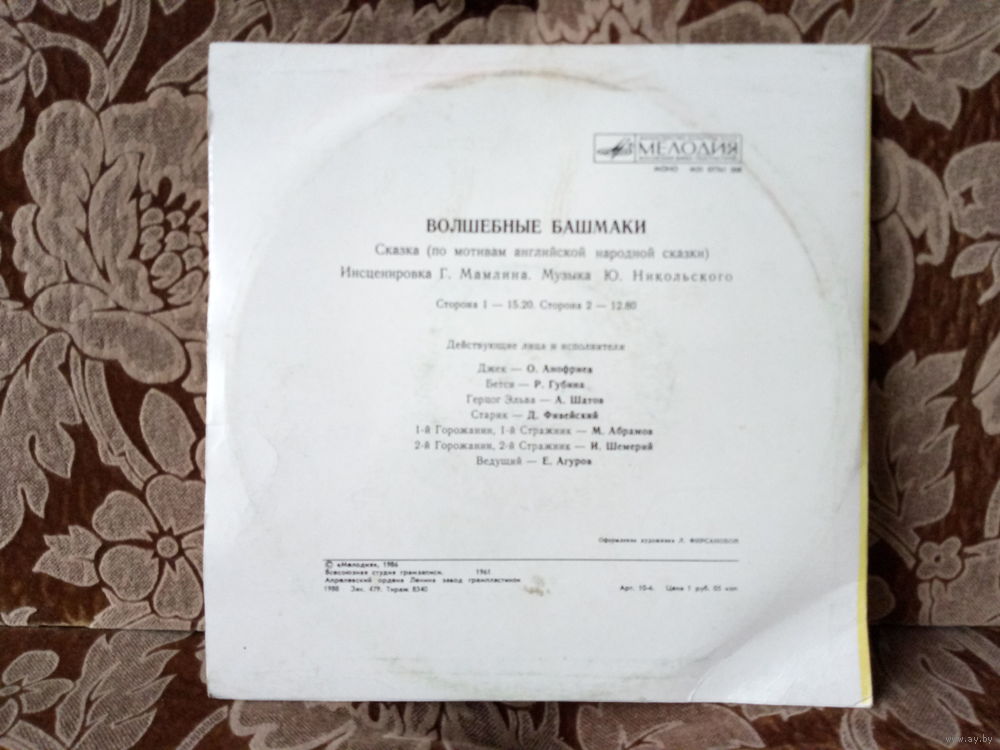 МЕЛОДИЯ
МОНО
ВОЛШЕБНЫЕ БАШМАКИ
Сказка (по мотивам английской народной сказки)
Инсценировка Г. Мамлина. Музыка Ю. Никольского
Сторона 1 — 15.20. Сторона 2 — 12.80
Действующие лица и исполнители
Джек — О. Анофриев
Бетси — Р. Губина
Герцог Эльва — А. Шатов
Старик — Д. Фивейский
1-й Горожанин, 1-й Стражник — М. Абрамов
2-й Горожанин, 2-й Стражник — И. Шемерий
Ведущий — Е. Агуров
Оформление художника Л. ФИРСАНОВОЙ
© «Мелодия», 1986
Всесоюзная студия грамзаписи. 1961
Апрелевский ордена Ленина завод грампластинок
1988 Зак. 479. Тираж 8340 Арт. 10-4. Цена 1 руб. 05 коп
www.ay.by